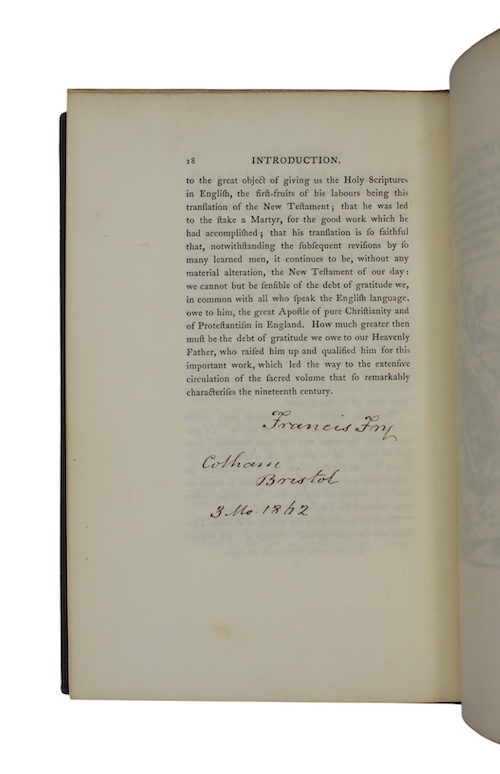 18 INTRODUCTION.
to the great object of giving us the Holy Scriptures
in Engliſh, the firſt-fruits of his labours being this
tranſlation of the New Teſtament; that he was led
to the ſtake a Martyr, for the good work which he
had accompliſhed; that his tranſlation is ſo faithful
that, notwithſtanding the ſubſequent reviſions by ſo
many learned men, it continues to be, without any
material alteration, the New Teſtament of our day:
we cannot but be ſenſible of the debt of gratitude we,
in common with all who ſpeak the Engliſh language,
owe to him, the great Apoſtle of pure Chriſtianity and
of Proteſtantiſm in England. How much greater then
muſt be the debt of gratitude we owe to our Heavenly
Father, who raiſed him up and qualified him for this
important work, which led the way to the extenſive
circulation of the ſacred volume that ſo remarkably
characteriſes the nineteenth century.
Francis Fry
Cotham
Bristol
3 Mo. 1862